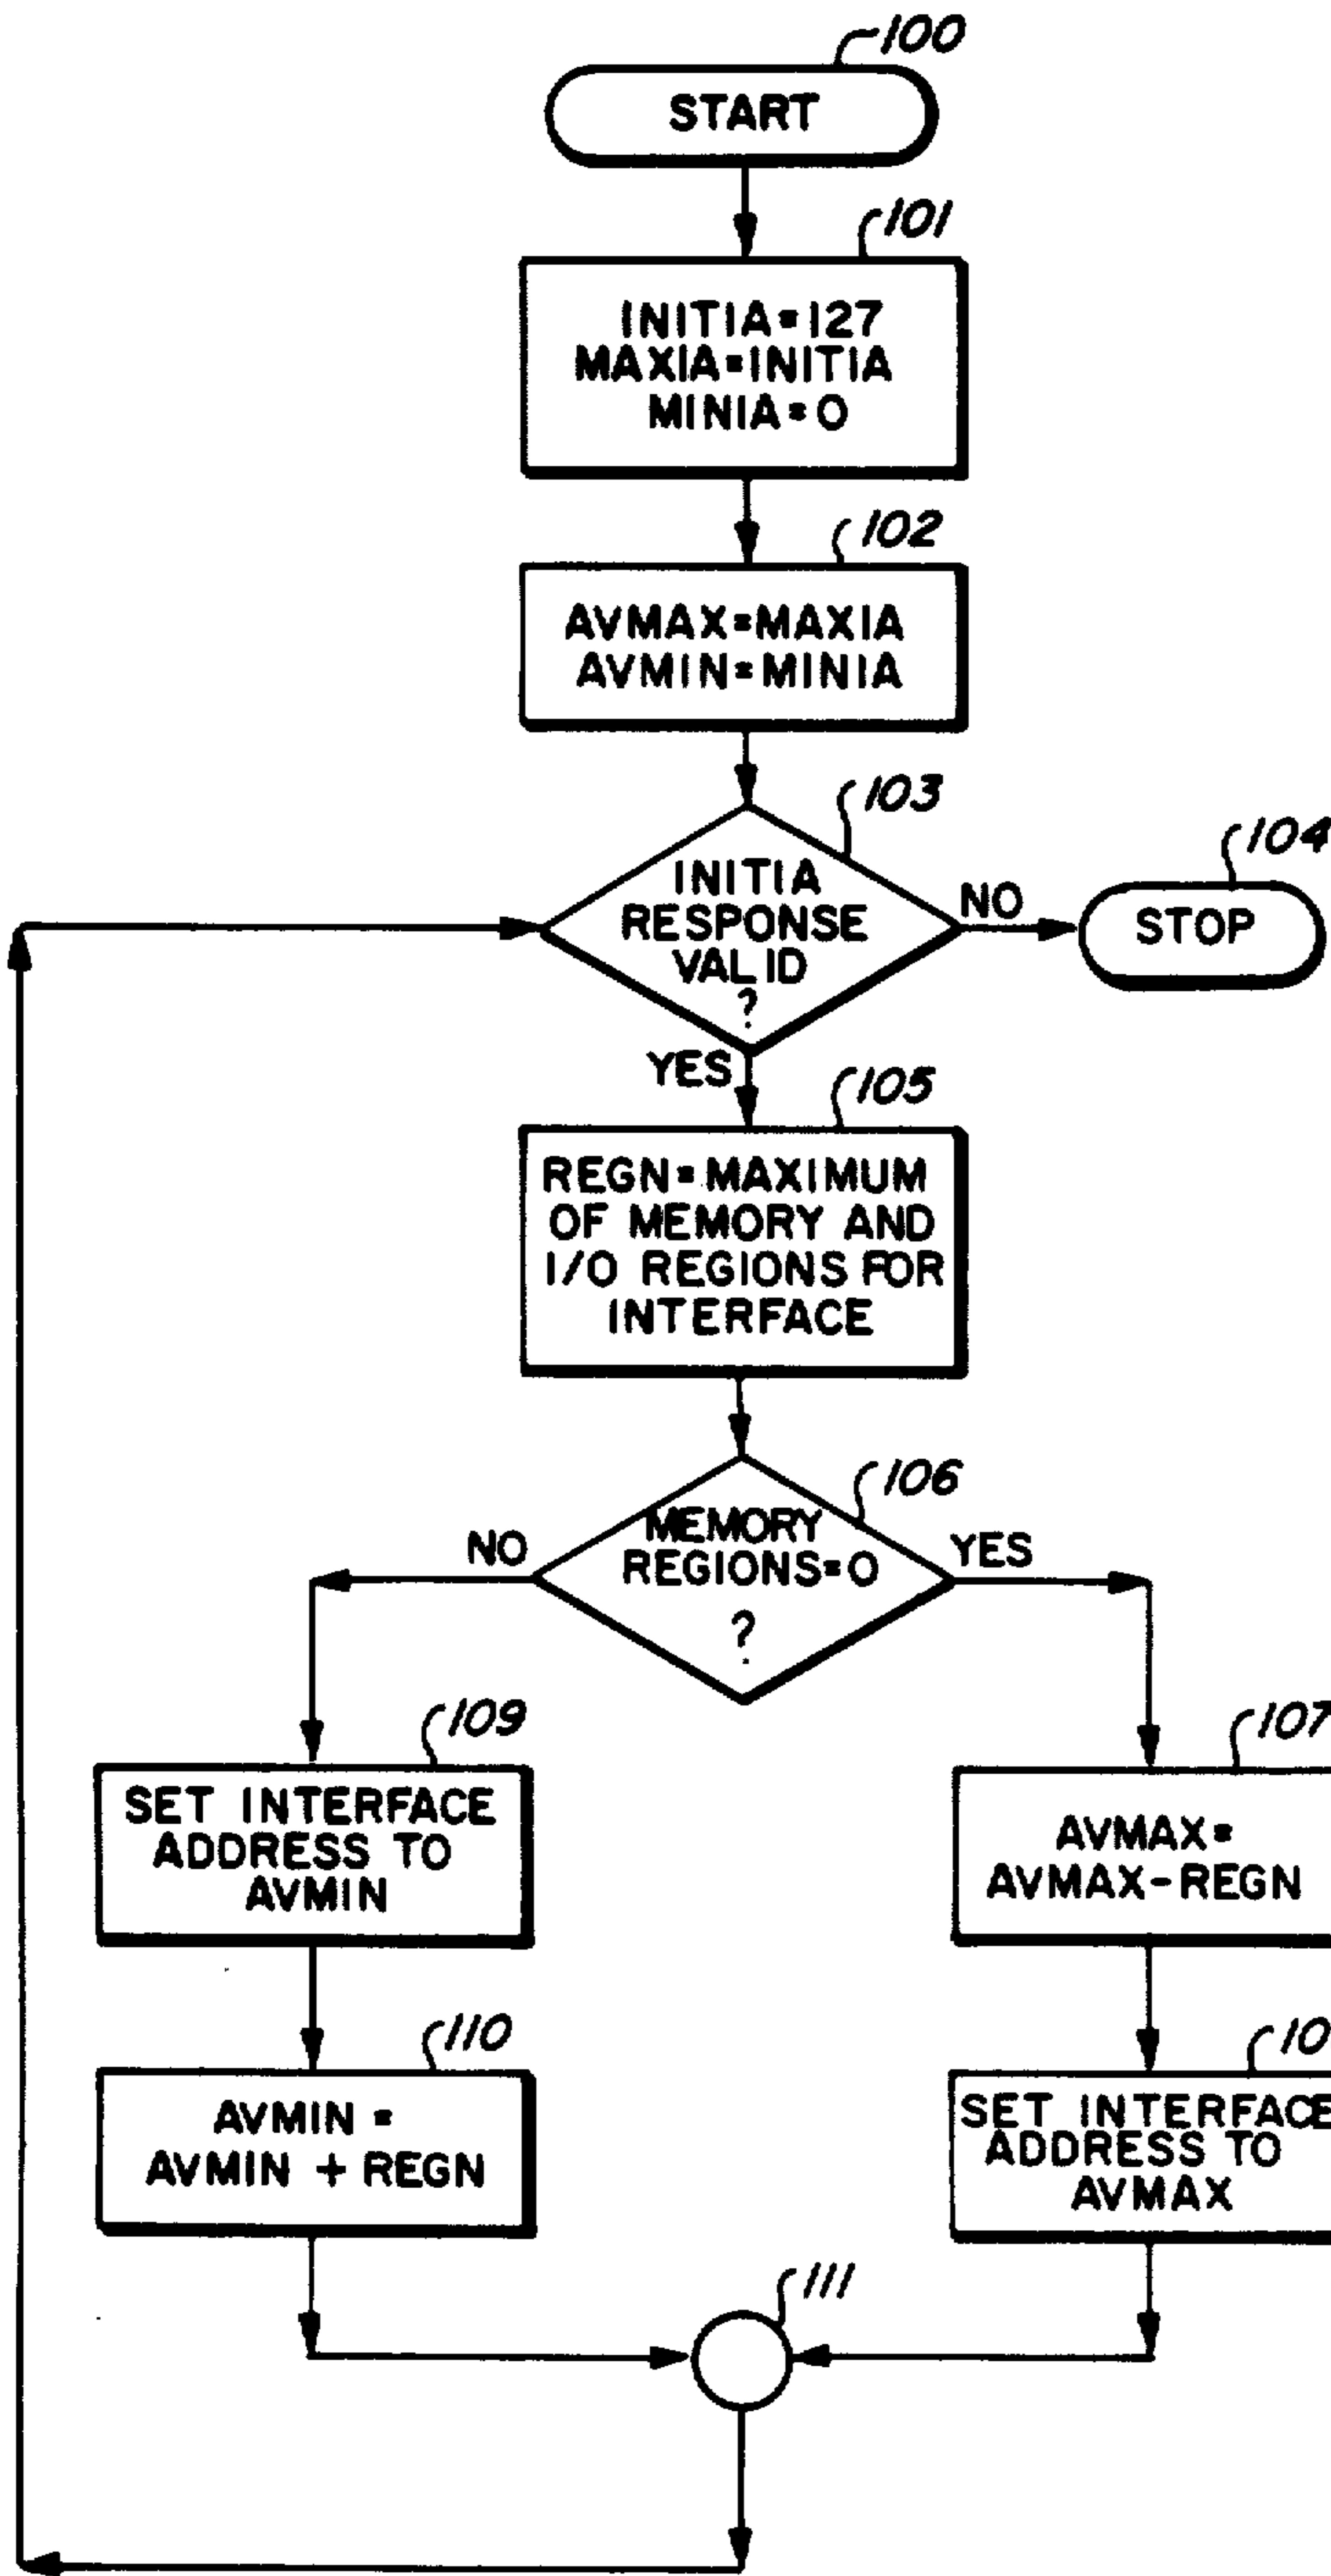 100
START
101
INITIA=127
MAXIA=INITIA
MINIA=0
102
AVMAX=MAXIA
AVMIN=MINIA
103
INITIA
RESPONSE
VALID
?
NO
104
STOP
YES
105
REGN=MAXIMUM
OF MEMORY AND
I/O REGIONS FOR
INTERFACE
106
MEMORY
REGIONS=0
?
NO
YES
109
SET INTERFACE
ADDRESS TO
AVMIN
107
AVMAX=
AVMAX-REGN
110
AVMIN =
AVMIN + REGN
SET INTERFACE
ADDRESS TO
AVMAX
111